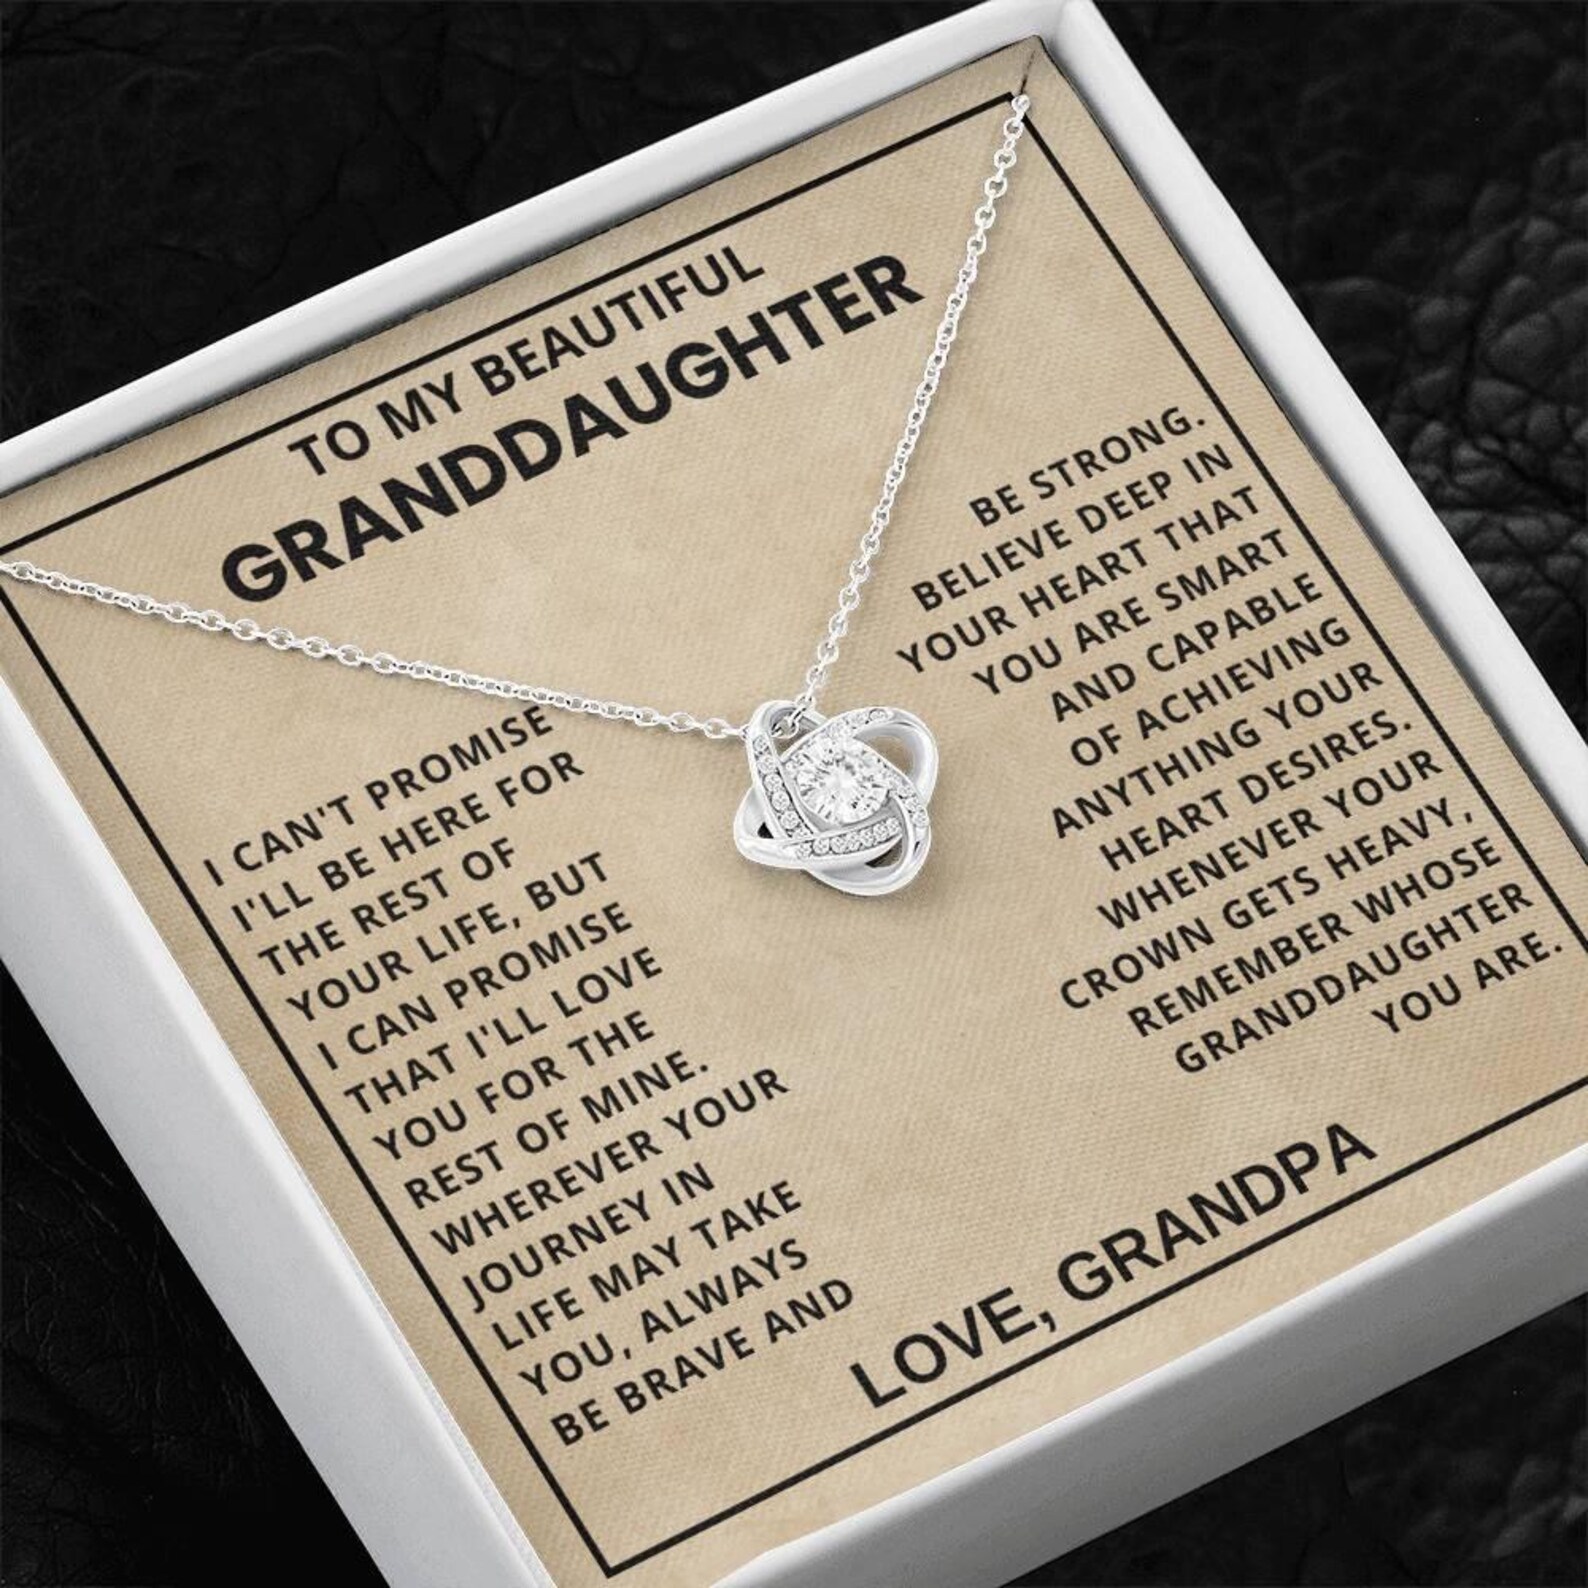 TO MY BEAUTIFUL
GRANDDAUGHTER
I CAN'T PROMISE
I'LL BE HERE FOR
THE REST OF
YOUR LIFE, BUT
I CAN PROMISE
THAT I'LL LOVE
YOU FOR THE
REST OF MINE.
WHEREVER YOUR
JOURNEY IN
LIFE MAY TAKE
YOU, ALWAYS
BE BRAVE AND
BE STRONG.
BELIEVE DEEP IN
YOUR HEART THAT
YOU ARE SMART
AND CAPABLE
OF ACHIEVING
ANYTHING YOUR
HEART DESIRES.
WHENEVER YOUR
CROWN GETS HEAVY,
REMEMBER WHOSE
GRANDDAUGHTER
YOU ARE.
LOVE, GRANDPA